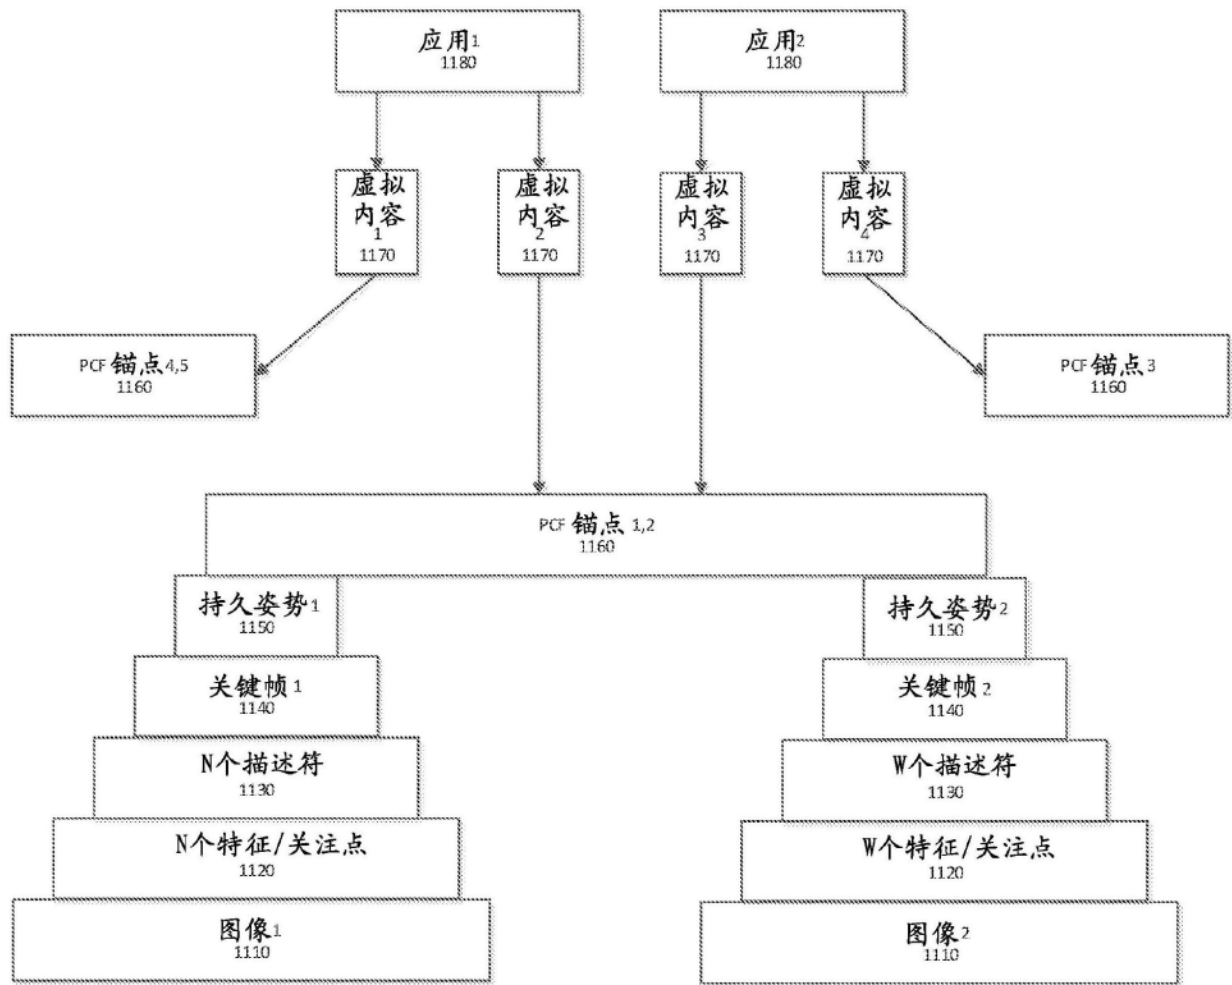 应用1
1180
应用2
1180
虚拟
内容
1
1170
虚拟
内容
2
1170
虚拟
内容
3
1170
虚拟
内容
4
1170
PCF 锚点4,5
1160
PCF 锚点3
1160
PCF 锚点 1,2
1160
持久姿势1
1150
持久姿势2
1150
关键帧1
1140
关键帧2
1140
N个描述符
1130
W个描述符
1130
N个特征/关注点
1120
W个特征/关注点
1120
图像1
1110
图像2
1110